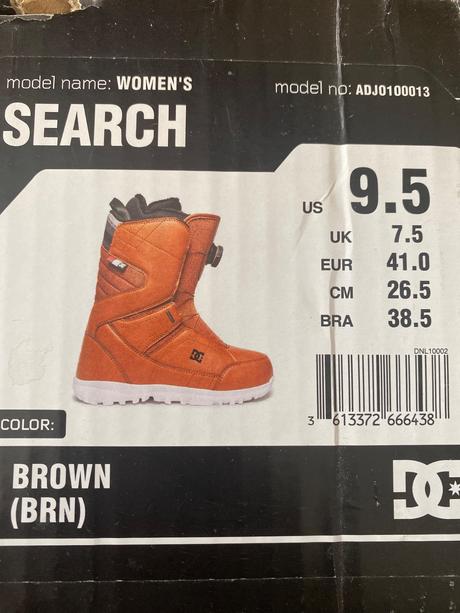 model name: WOMEN'S
SEARCH
model no: ADJO100013
US 9.5
UK 7.5
EUR 41.0
CM 26.5
BRA 38.5
DNL10002
3 613372 666438
COLOR:
BROWN
(BRN)
DC